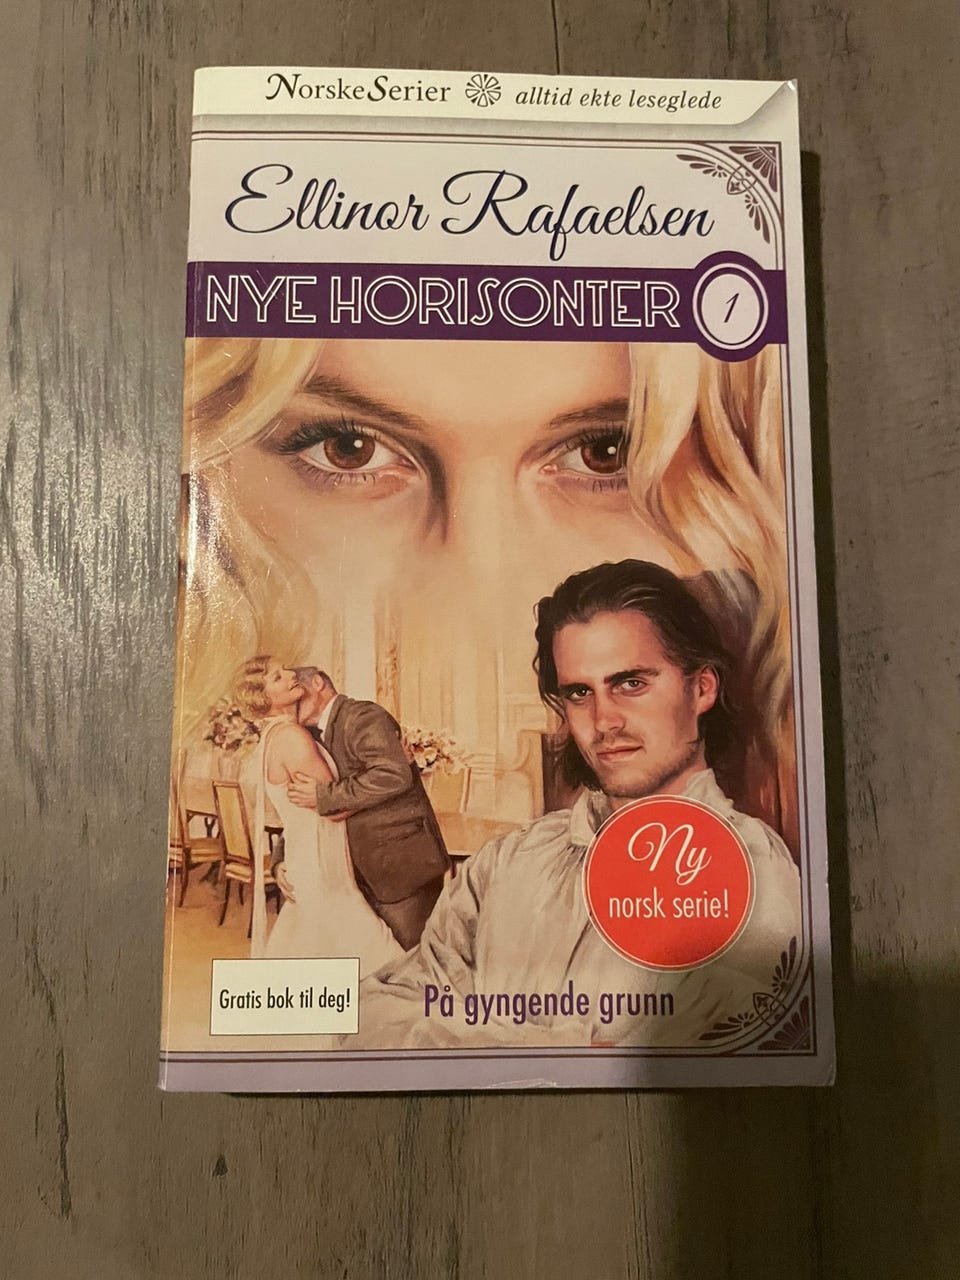 NorskeSerier alltid ekte leseglede
Ellinor Rafaelsen
NYE HORISONTER 1
Ny
norsk serie!
Gratis bok til deg!
På gyngende grunn